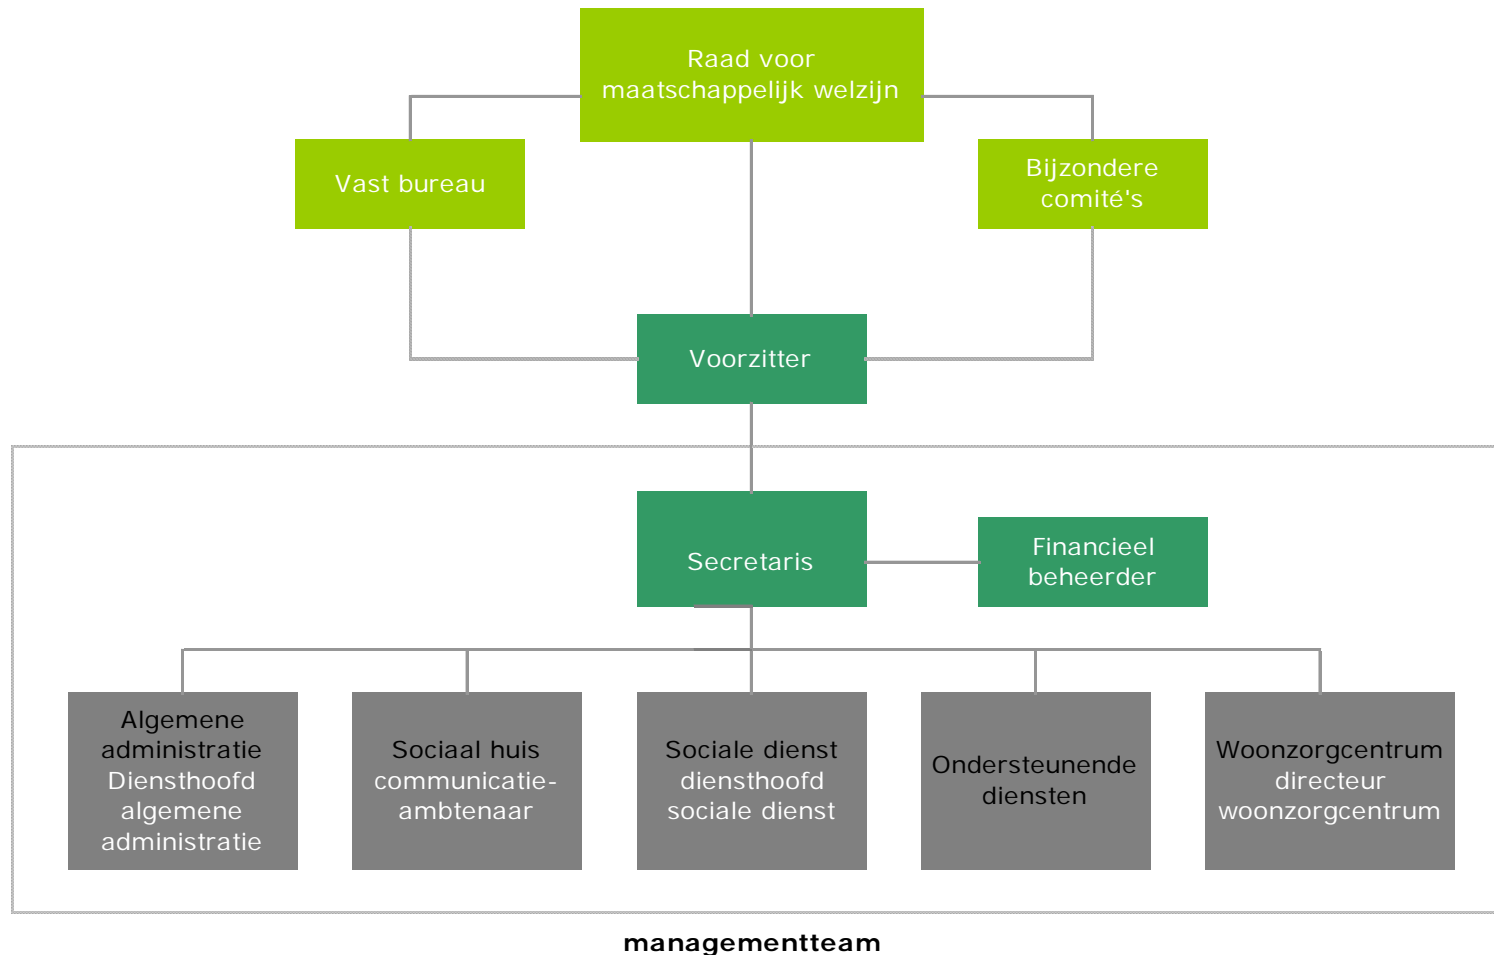 Raad voor
maatschappelijk welzijn
Vast bureau
Bijzondere
comité's
Voorzitter
Secretaris
Financieel
beheerder
Algemene
administratie
Diensthoofd
algemene
administratie
Sociaal huis
communicatie-
ambtenaar
Sociale dienst
diensthoofd
sociale dienst
Ondersteunende
diensten
Woonzorgcentrum
directeur
woonzorgcentrum
managementteam